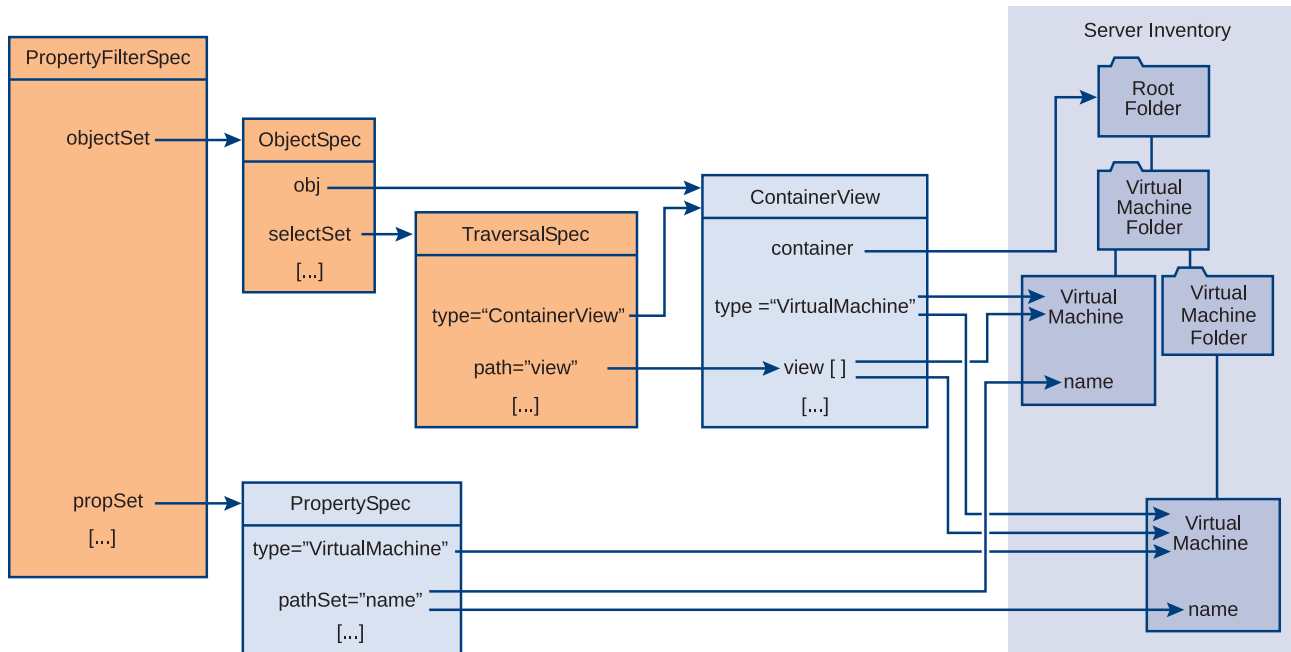 PropertyFilterSpec
objectSet
propSet
[...]
ObjectSpec
obj
selectSet
[...]
TraversalSpec
type=“ContainerView”
path=”view”
[...]
PropertySpec
type=”VirtualMachine”
pathSet=”name”
[...]
ContainerView
container
type =“VirtualMachine”
view [ ]
[...]
Server Inventory
Root
Folder
Virtual
Machine
Folder
Virtual
Machine
name
Virtual
Machine
Folder
Virtual
Machine
name